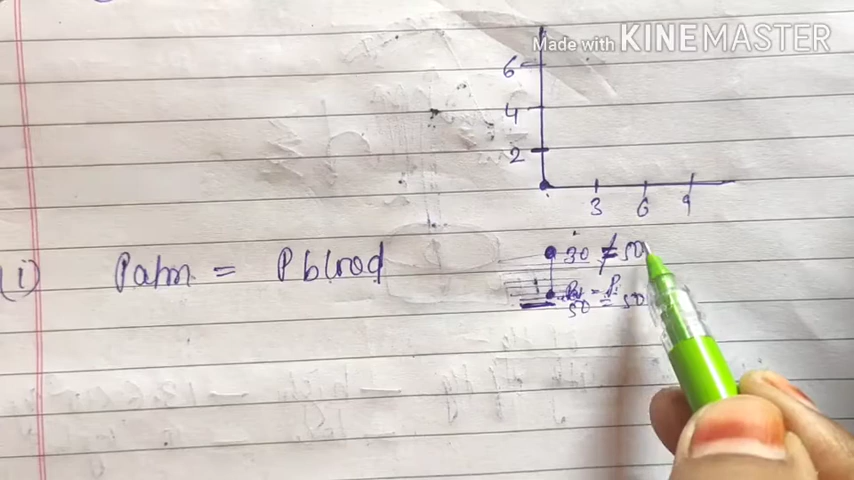 Made with KINEMASTER
6
4
2
3 6 9
(i) Patm = Pblood
30 ≠ 50
50 = 50